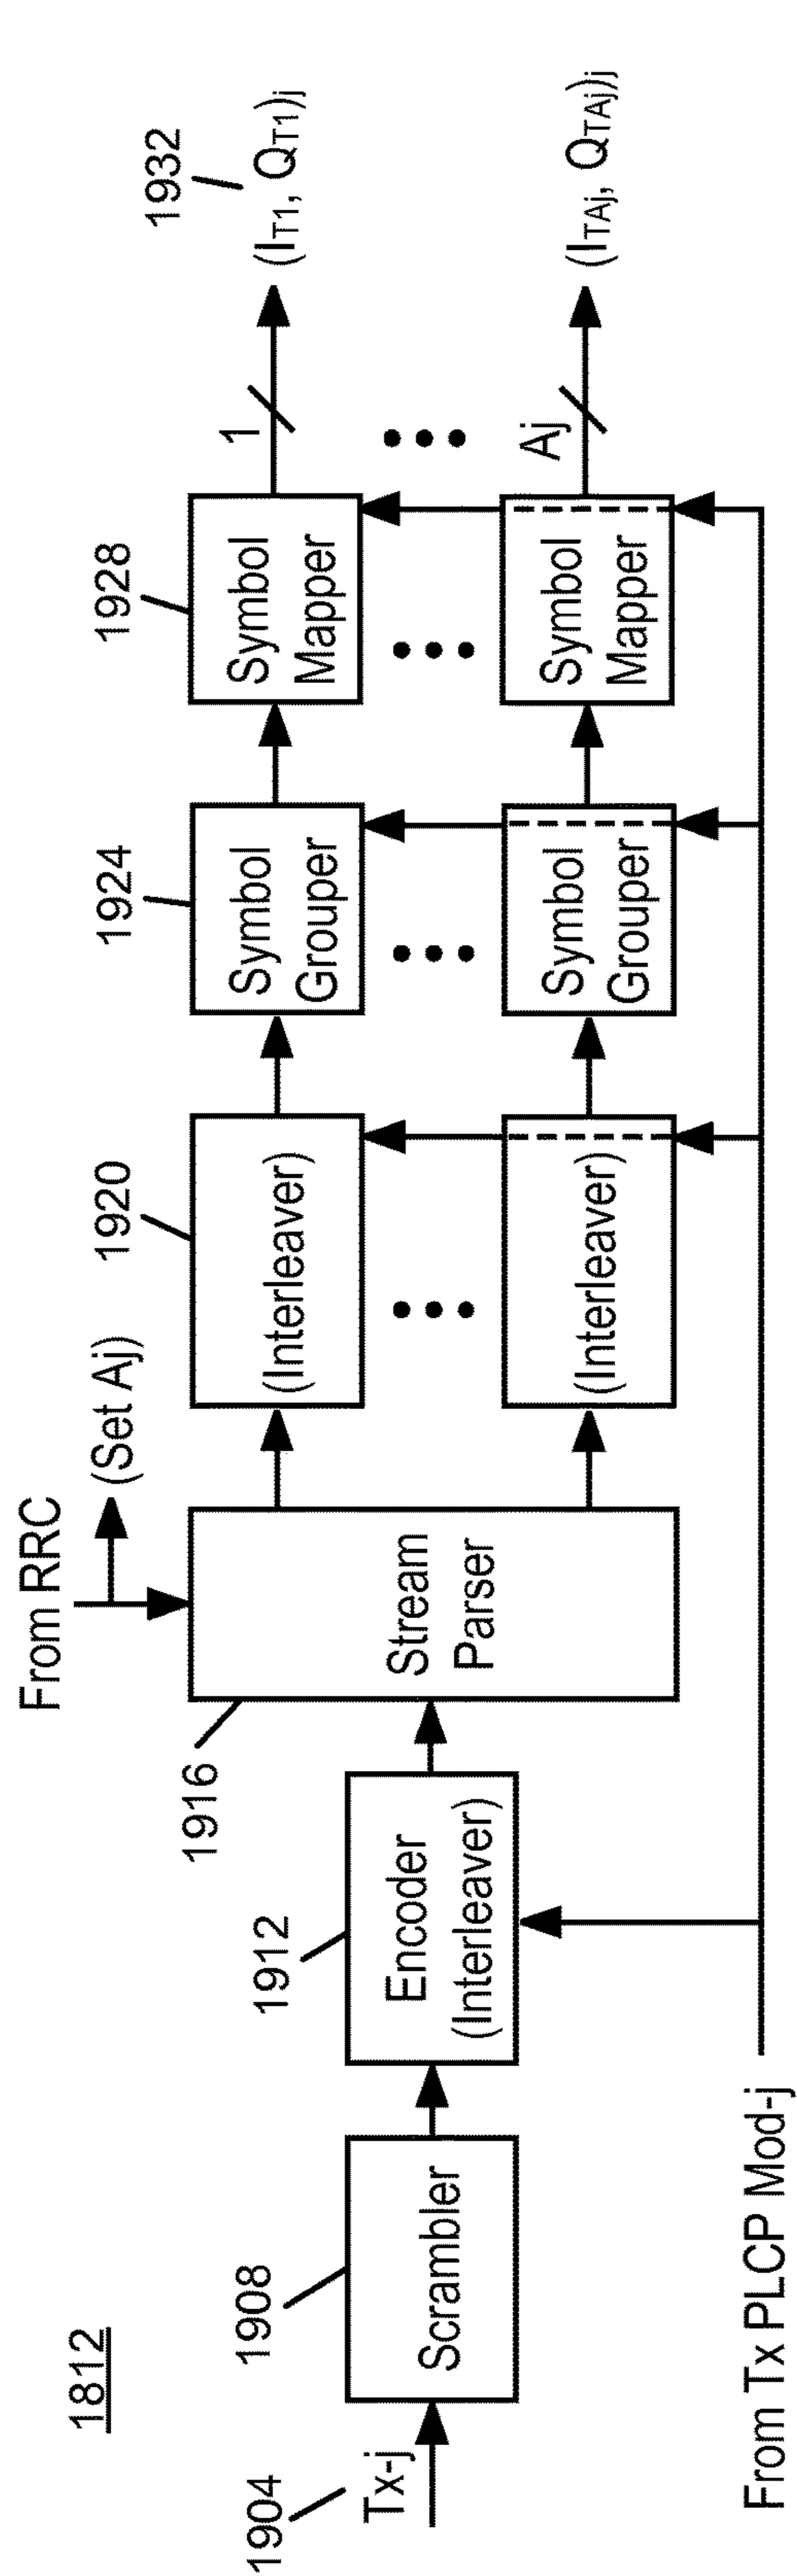 1812
1904
Tx-j
1908
Scrambler
1912
Encoder
(Interleaver)
1916
From RRC
(Set Aj)
Stream
Parser
1920
(Interleaver)
(Interleaver)
1924
Symbol
Grouper
Symbol
Grouper
1928
Symbol
Mapper
Symbol
Mapper
1
Aj
1932
(IT1, QT1)j
(ITAj, QTAj)j
From Tx PLCP Mod-j